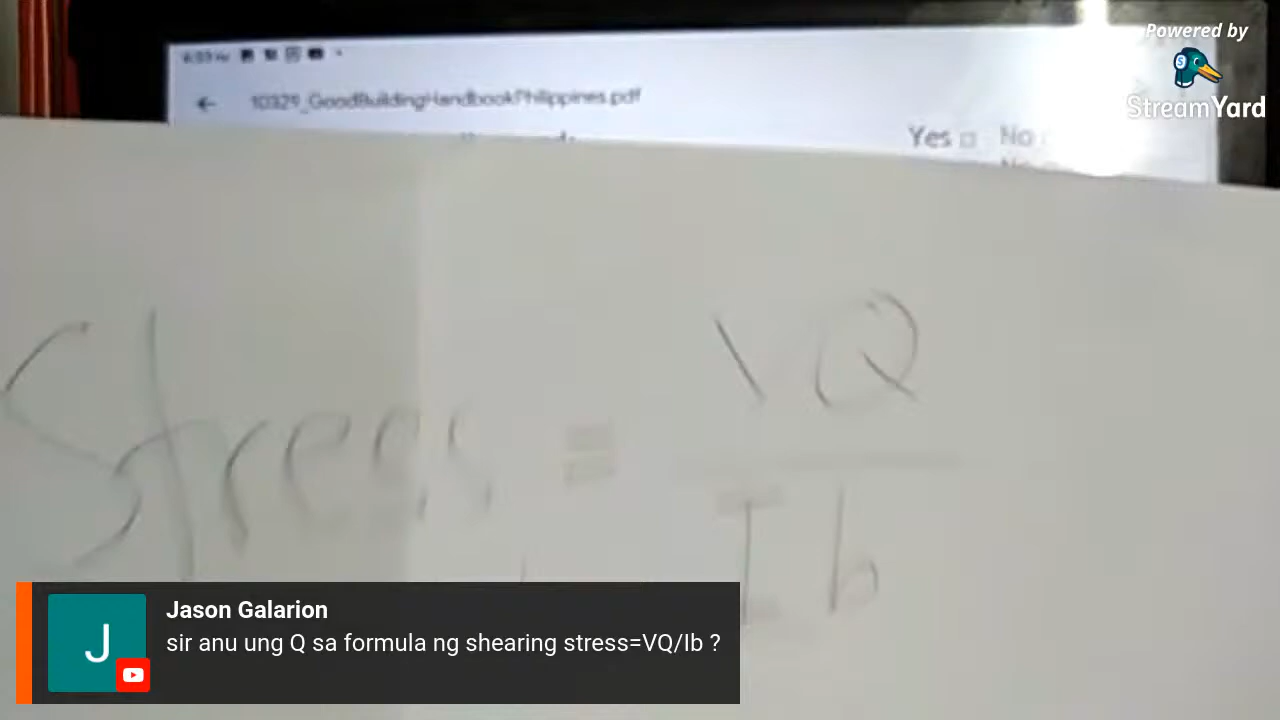 Powered by
StreamYard
10329_GoodBuildingHandbookPhilippines.pdf
Yes No
Stress = VQ
Ib
J
Jason Galarion
sir anu ung Q sa formula ng shearing stress=VQ/Ib ?